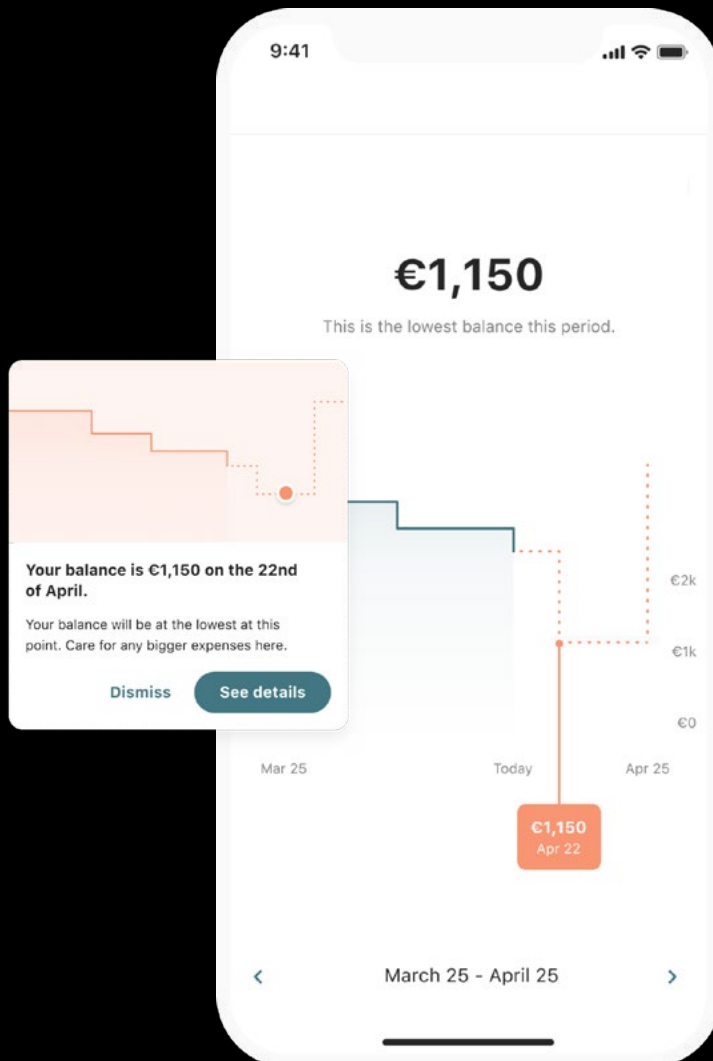 9:41
€1,150
This is the lowest balance this period.
Your balance is €1,150 on the 22nd
of April.
Your balance will be at the lowest at this
point. Care for any bigger expenses here.
Dismiss
See details
€2k
€1k
€0
Mar 25
Today
Apr 25
€1,150
Apr 22
March 25 - April 25